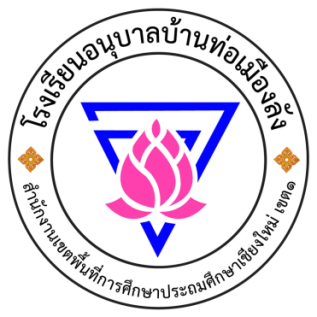 โรงเรียนอนุบาลบ้านท่อเมืองลัง
สำนักงานเขตพื้นที่การศึกษาประถมศึกษาเชียงใหม่ เขต๑